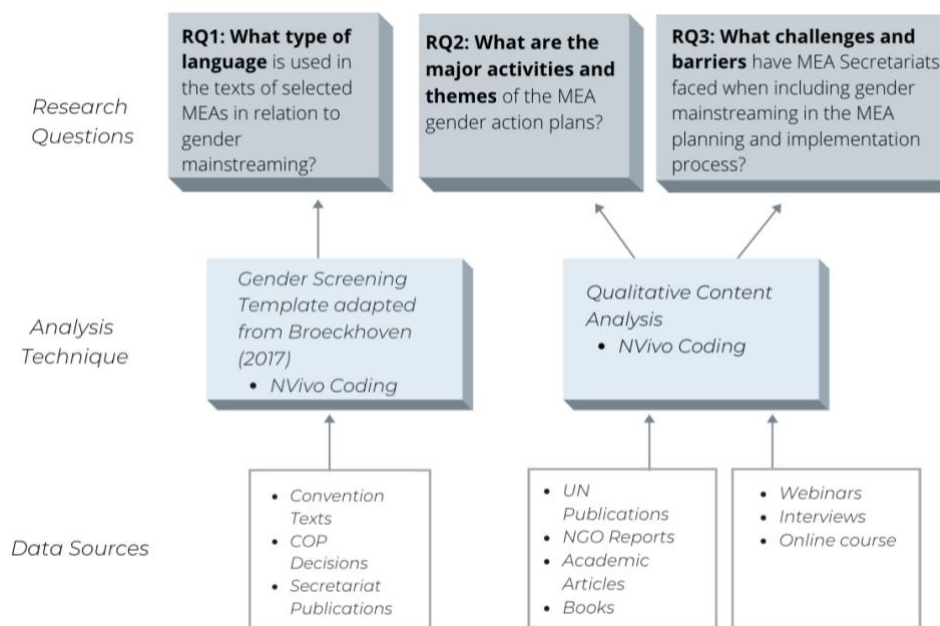 Research
Questions
RQ1: What type of
language is used in
the texts of selected
MEAs in relation to
gender
mainstreaming?
RQ2: What are the
major activities and
themes of the MEA
gender action plans?
RQ3: What challenges and
barriers have MEA Secretariats
faced when including gender
mainstreaming in the MEA
planning and implementation
process?
Analysis
Technique
Gender Screening
Template adapted
from Broeckhoven
(2017)
• NVivo Coding
Qualitative Content
Analysis
• NVivo Coding
Data Sources
• Convention
Texts
• COP
Decisions
• Secretariat
Publications
• UN
Publications
• NGO Reports
• Academic
Articles
• Books
• Webinars
• Interviews
• Online course